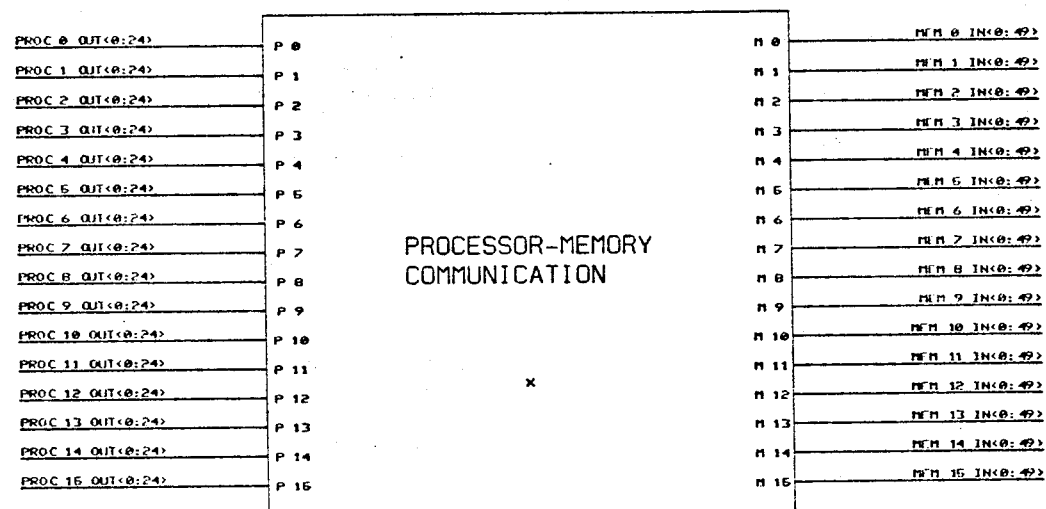 PROC 0 OUT<0:24> P 0 M 0 MEM 0 IN<0:49>
PROC 1 OUT<0:24> P 1 M 1 MEM 1 IN<0:49>
PROC 2 OUT<0:24> P 2 M 2 MEM 2 IN<0:49>
PROC 3 OUT<0:24> P 3 M 3 MEM 3 IN<0:49>
PROC 4 OUT<0:24> P 4 M 4 MEM 4 IN<0:49>
PROC 5 OUT<0:24> P 5 M 5 MEM 5 IN<0:49>
PROC 6 OUT<0:24> P 6 M 6 MEM 6 IN<0:49>
PROC 7 OUT<0:24> P 7 M 7 MEM 7 IN<0:49>
PROCESSOR-MEMORY
COMMUNICATION
PROC 8 OUT<0:24> P 8 M 8 MEM 8 IN<0:49>
PROC 9 OUT<0:24> P 9 M 9 MEM 9 IN<0:49>
PROC 10 OUT<0:24> P 10 M 10 MEM 10 IN<0:49>
PROC 11 OUT<0:24> P 11 M 11 MEM 11 IN<0:49>
PROC 12 OUT<0:24> P 12 M 12 MEM 12 IN<0:49>
PROC 13 OUT<0:24> P 13 M 13 MEM 13 IN<0:49>
PROC 14 OUT<0:24> P 14 M 14 MEM 14 IN<0:49>
PROC 15 OUT<0:24> P 15 M 15 MEM 15 IN<0:49>